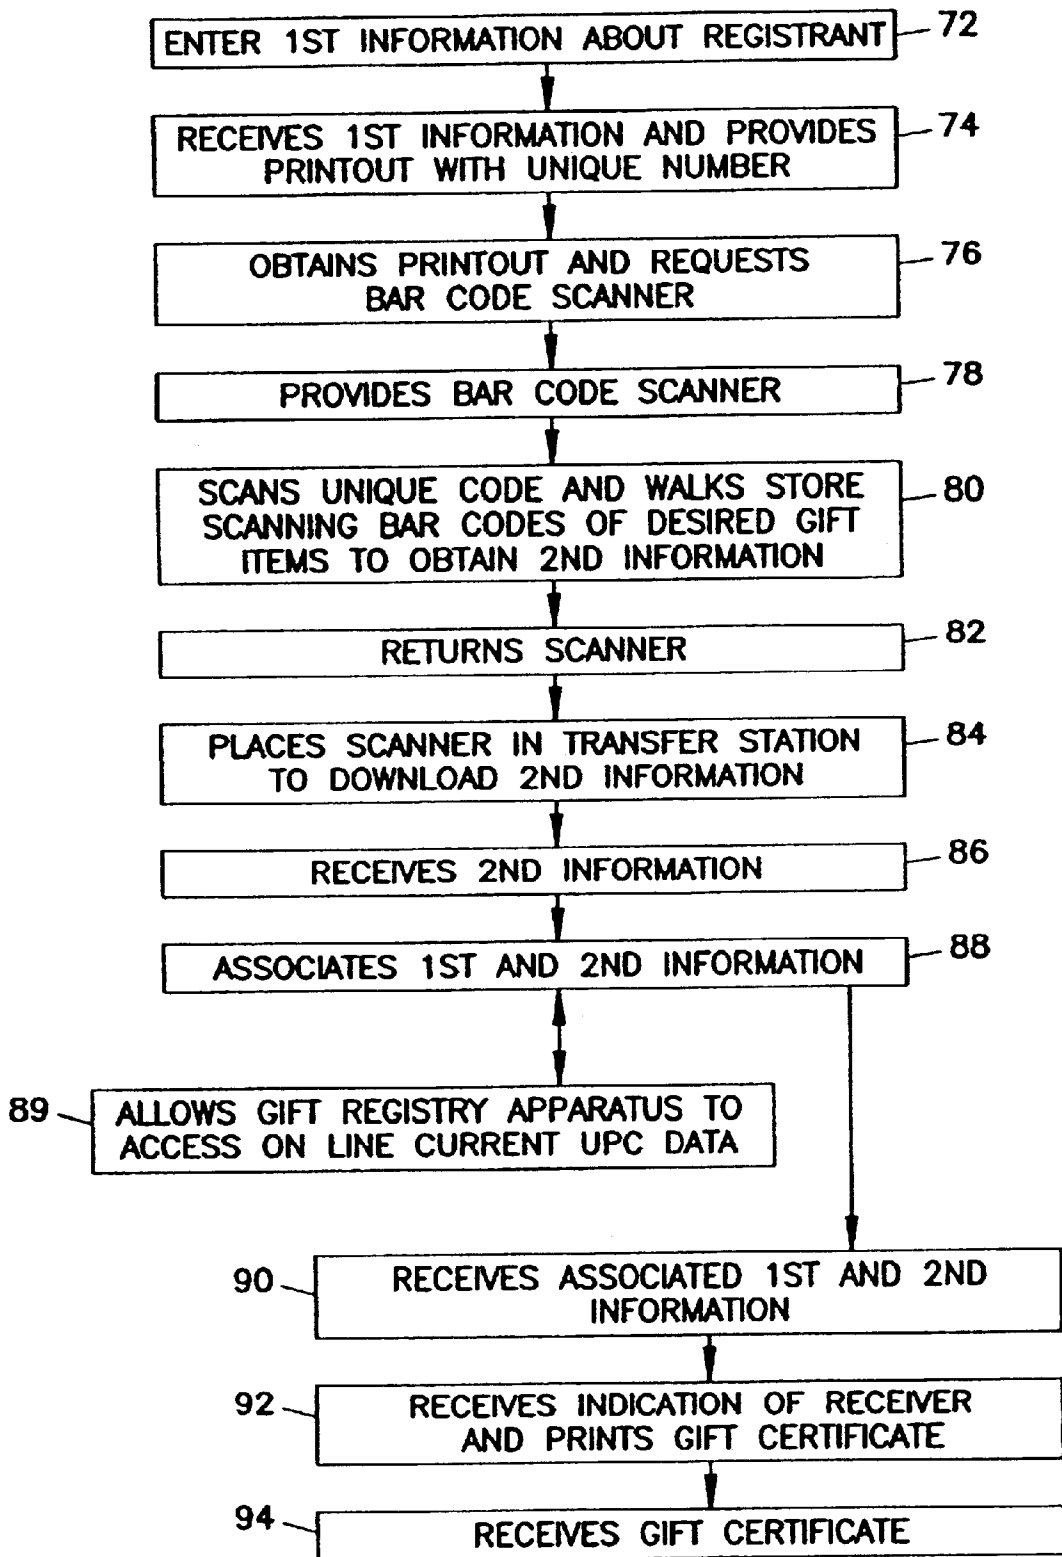 ENTER 1ST INFORMATION ABOUT REGISTRANT 72
RECEIVES 1ST INFORMATION AND PROVIDES 74
PRINTOUT WITH UNIQUE NUMBER
OBTAINS PRINTOUT AND REQUESTS 76
BAR CODE SCANNER
PROVIDES BAR CODE SCANNER 78
SCANS UNIQUE CODE AND WALKS STORE 80
SCANNING BAR CODES OF DESIRED GIFT
ITEMS TO OBTAIN 2ND INFORMATION
RETURNS SCANNER 82
PLACES SCANNER IN TRANSFER STATION 84
TO DOWNLOAD 2ND INFORMATION
RECEIVES 2ND INFORMATION 86
ASSOCIATES 1ST AND 2ND INFORMATION 88
89 ALLOWS GIFT REGISTRY APPARATUS TO
ACCESS ON LINE CURRENT UPC DATA
90 RECEIVES ASSOCIATED 1ST AND 2ND
INFORMATION
92 RECEIVES INDICATION OF RECEIVER
AND PRINTS GIFT CERTIFICATE
94 RECEIVES GIFT CERTIFICATE